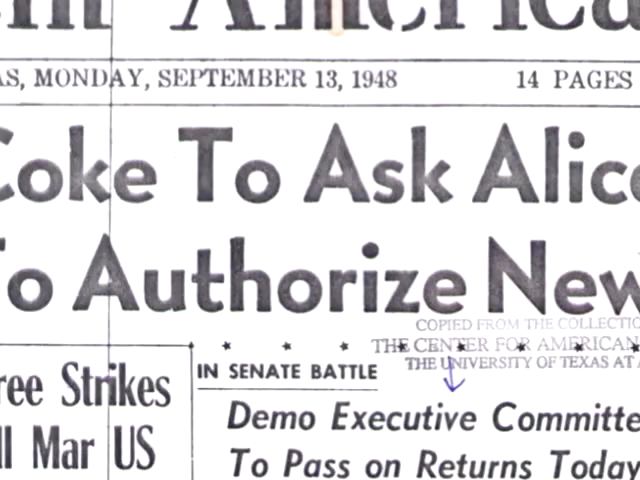 AS, MONDAY, SEPTEMBER 13, 1948 14 PAGES
Coke To Ask Alice
To Authorize New
COPIED FROM THE COLLECTIO
THE CENTER FOR AMERICAN
THE UNIVERSITY OF TEXAS AT A
IN SENATE BATTLE
ree Strikes
ll Mar US
Demo Executive Committe
To Pass on Returns Today